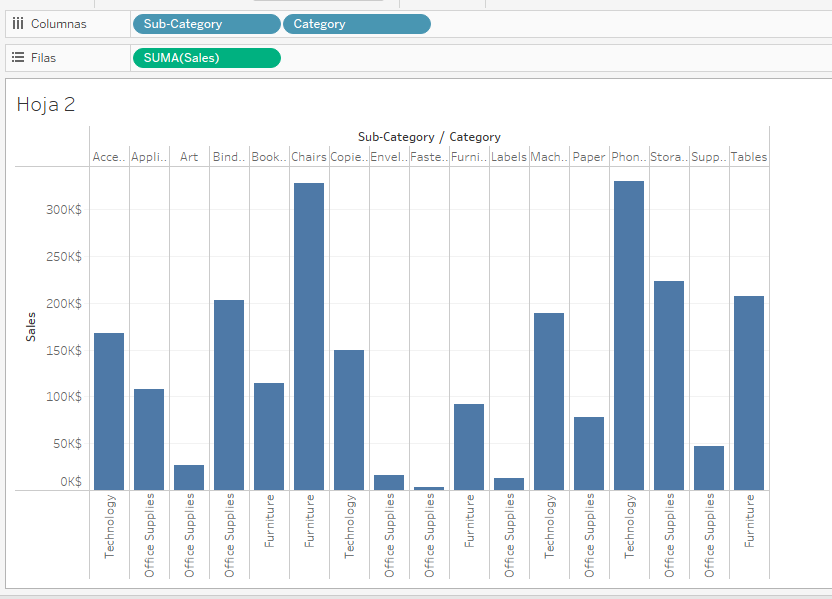 Columnas Sub-Category Category
Filas SUMA(Sales)
Hoja 2
Sub-Category / Category
Acce.. Appli.. Art Bind.. Book.. Chairs Copie.. Envel.. Faste.. Furni.. Labels Mach.. Paper Phon.. Stora.. Supp.. Tables
300K$
250K$
200K$
150K$
100K$
50K$
0K$
Sales
Technology
Office Supplies
Office Supplies
Office Supplies
Furniture
Furniture
Technology
Office Supplies
Office Supplies
Furniture
Office Supplies
Technology
Office Supplies
Technology
Office Supplies
Office Supplies
Furniture